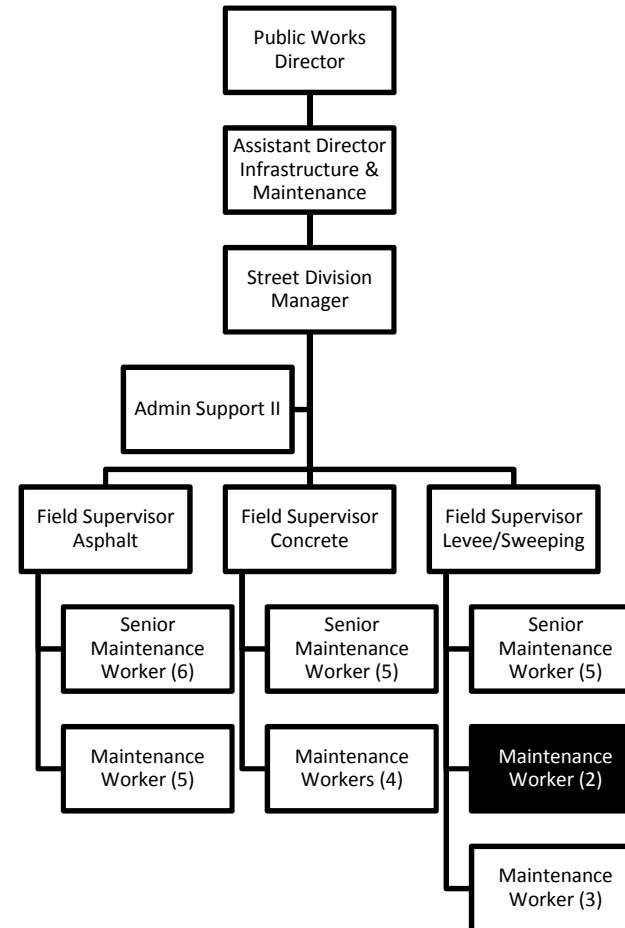 Public Works
Director
Assistant Director
Infrastructure &
Maintenance
Street Division
Manager
Admin Support II
Field Supervisor
Asphalt
Field Supervisor
Concrete
Field Supervisor
Levee/Sweeping
Senior
Maintenance
Worker (6)
Senior
Maintenance
Worker (5)
Senior
Maintenance
Worker (5)
Maintenance
Worker (5)
Maintenance
Workers (4)
Maintenance
Worker (2)
Maintenance
Worker (3)